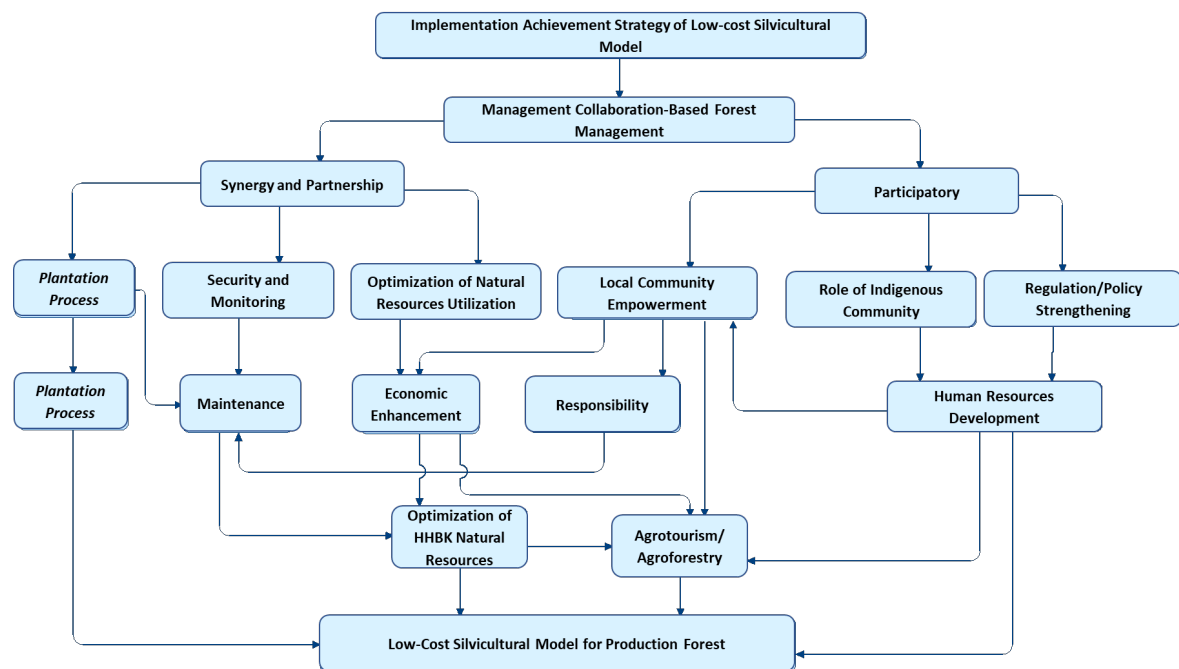 Implementation Achievement Strategy of Low-cost Silvicultural
Model
Management Collaboration-Based Forest
Management
Synergy and Partnership
Participatory
Plantation
Process
Security and
Monitoring
Optimization of Natural
Resources Utilization
Local Community
Empowerment
Role of Indigenous
Community
Regulation/Policy
Strengthening
Plantation
Process
Maintenance
Economic
Enhancement
Responsibility
Human Resources
Development
Optimization of
HHBK Natural
Resources
Agrotourism/
Agroforestry
Low-Cost Silvicultural Model for Production Forest